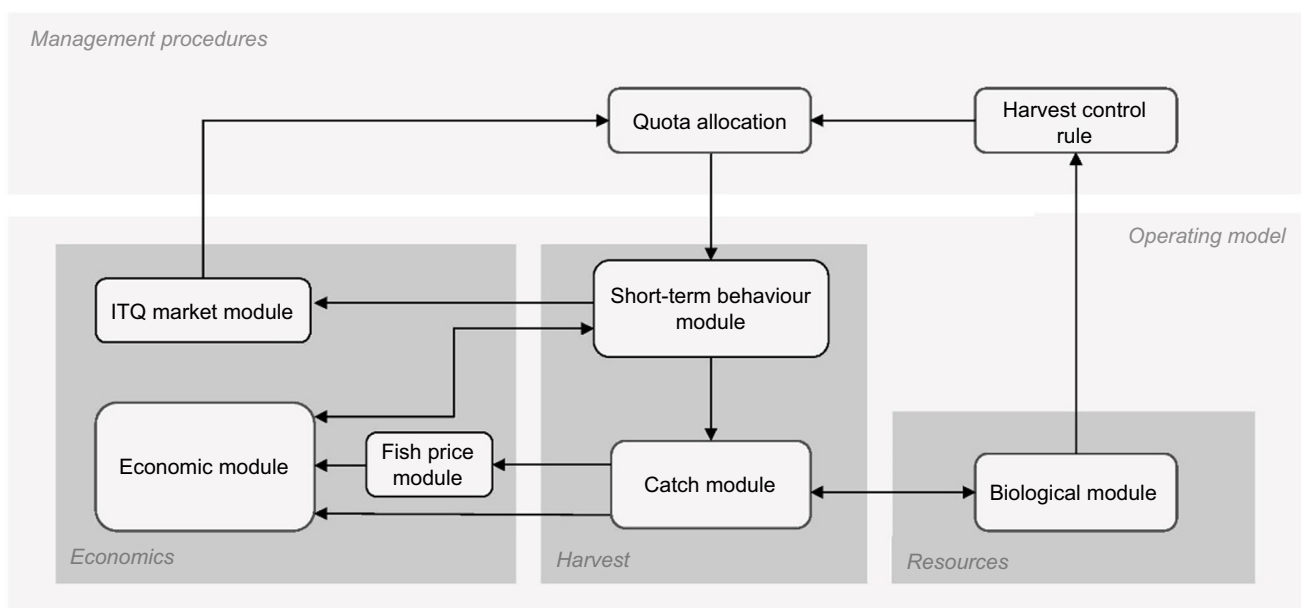 Management procedures
Quota allocation
Harvest control
rule
Operating model
ITQ market module
Short-term behaviour
module
Economic module
Fish price
module
Catch module
Biological module
Economics
Harvest
Resources